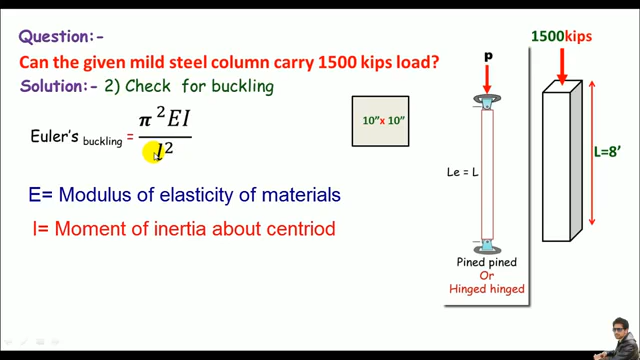 Question:-
Can the given mild steel column carry 1500 kips load?
Solution:- 2) Check for buckling
Euler's buckling = π ²EI / l²
10"x 10"
E= Modulus of elasticity of materials
I= Moment of inertia about centriod
p
Le = L
Pined pined
Or
Hinged hinged
1500kips
L=8'